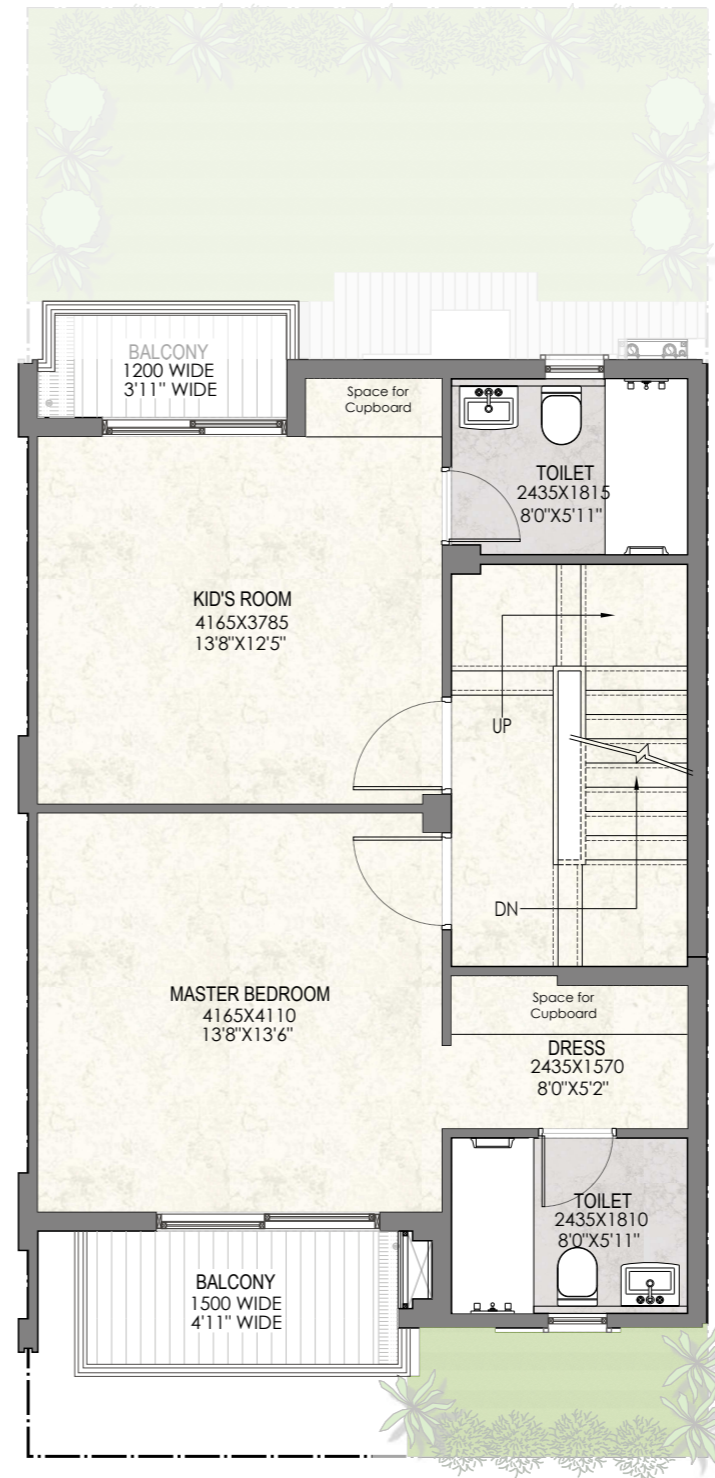 BALCONY
1200 WIDE
3'11" WIDE
Space for
Cupboard
TOILET
2435X1815
8'0"X5'11"
KID'S ROOM
4165X3785
13'8"X12'5"
UP
DN
MASTER BEDROOM
4165X4110
13'8"X13'6"
Space for
Cupboard
DRESS
2435X1570
8'0"X5'2"
TOILET
2435X1810
8'0"X5'11"
BALCONY
1500 WIDE
4'11" WIDE